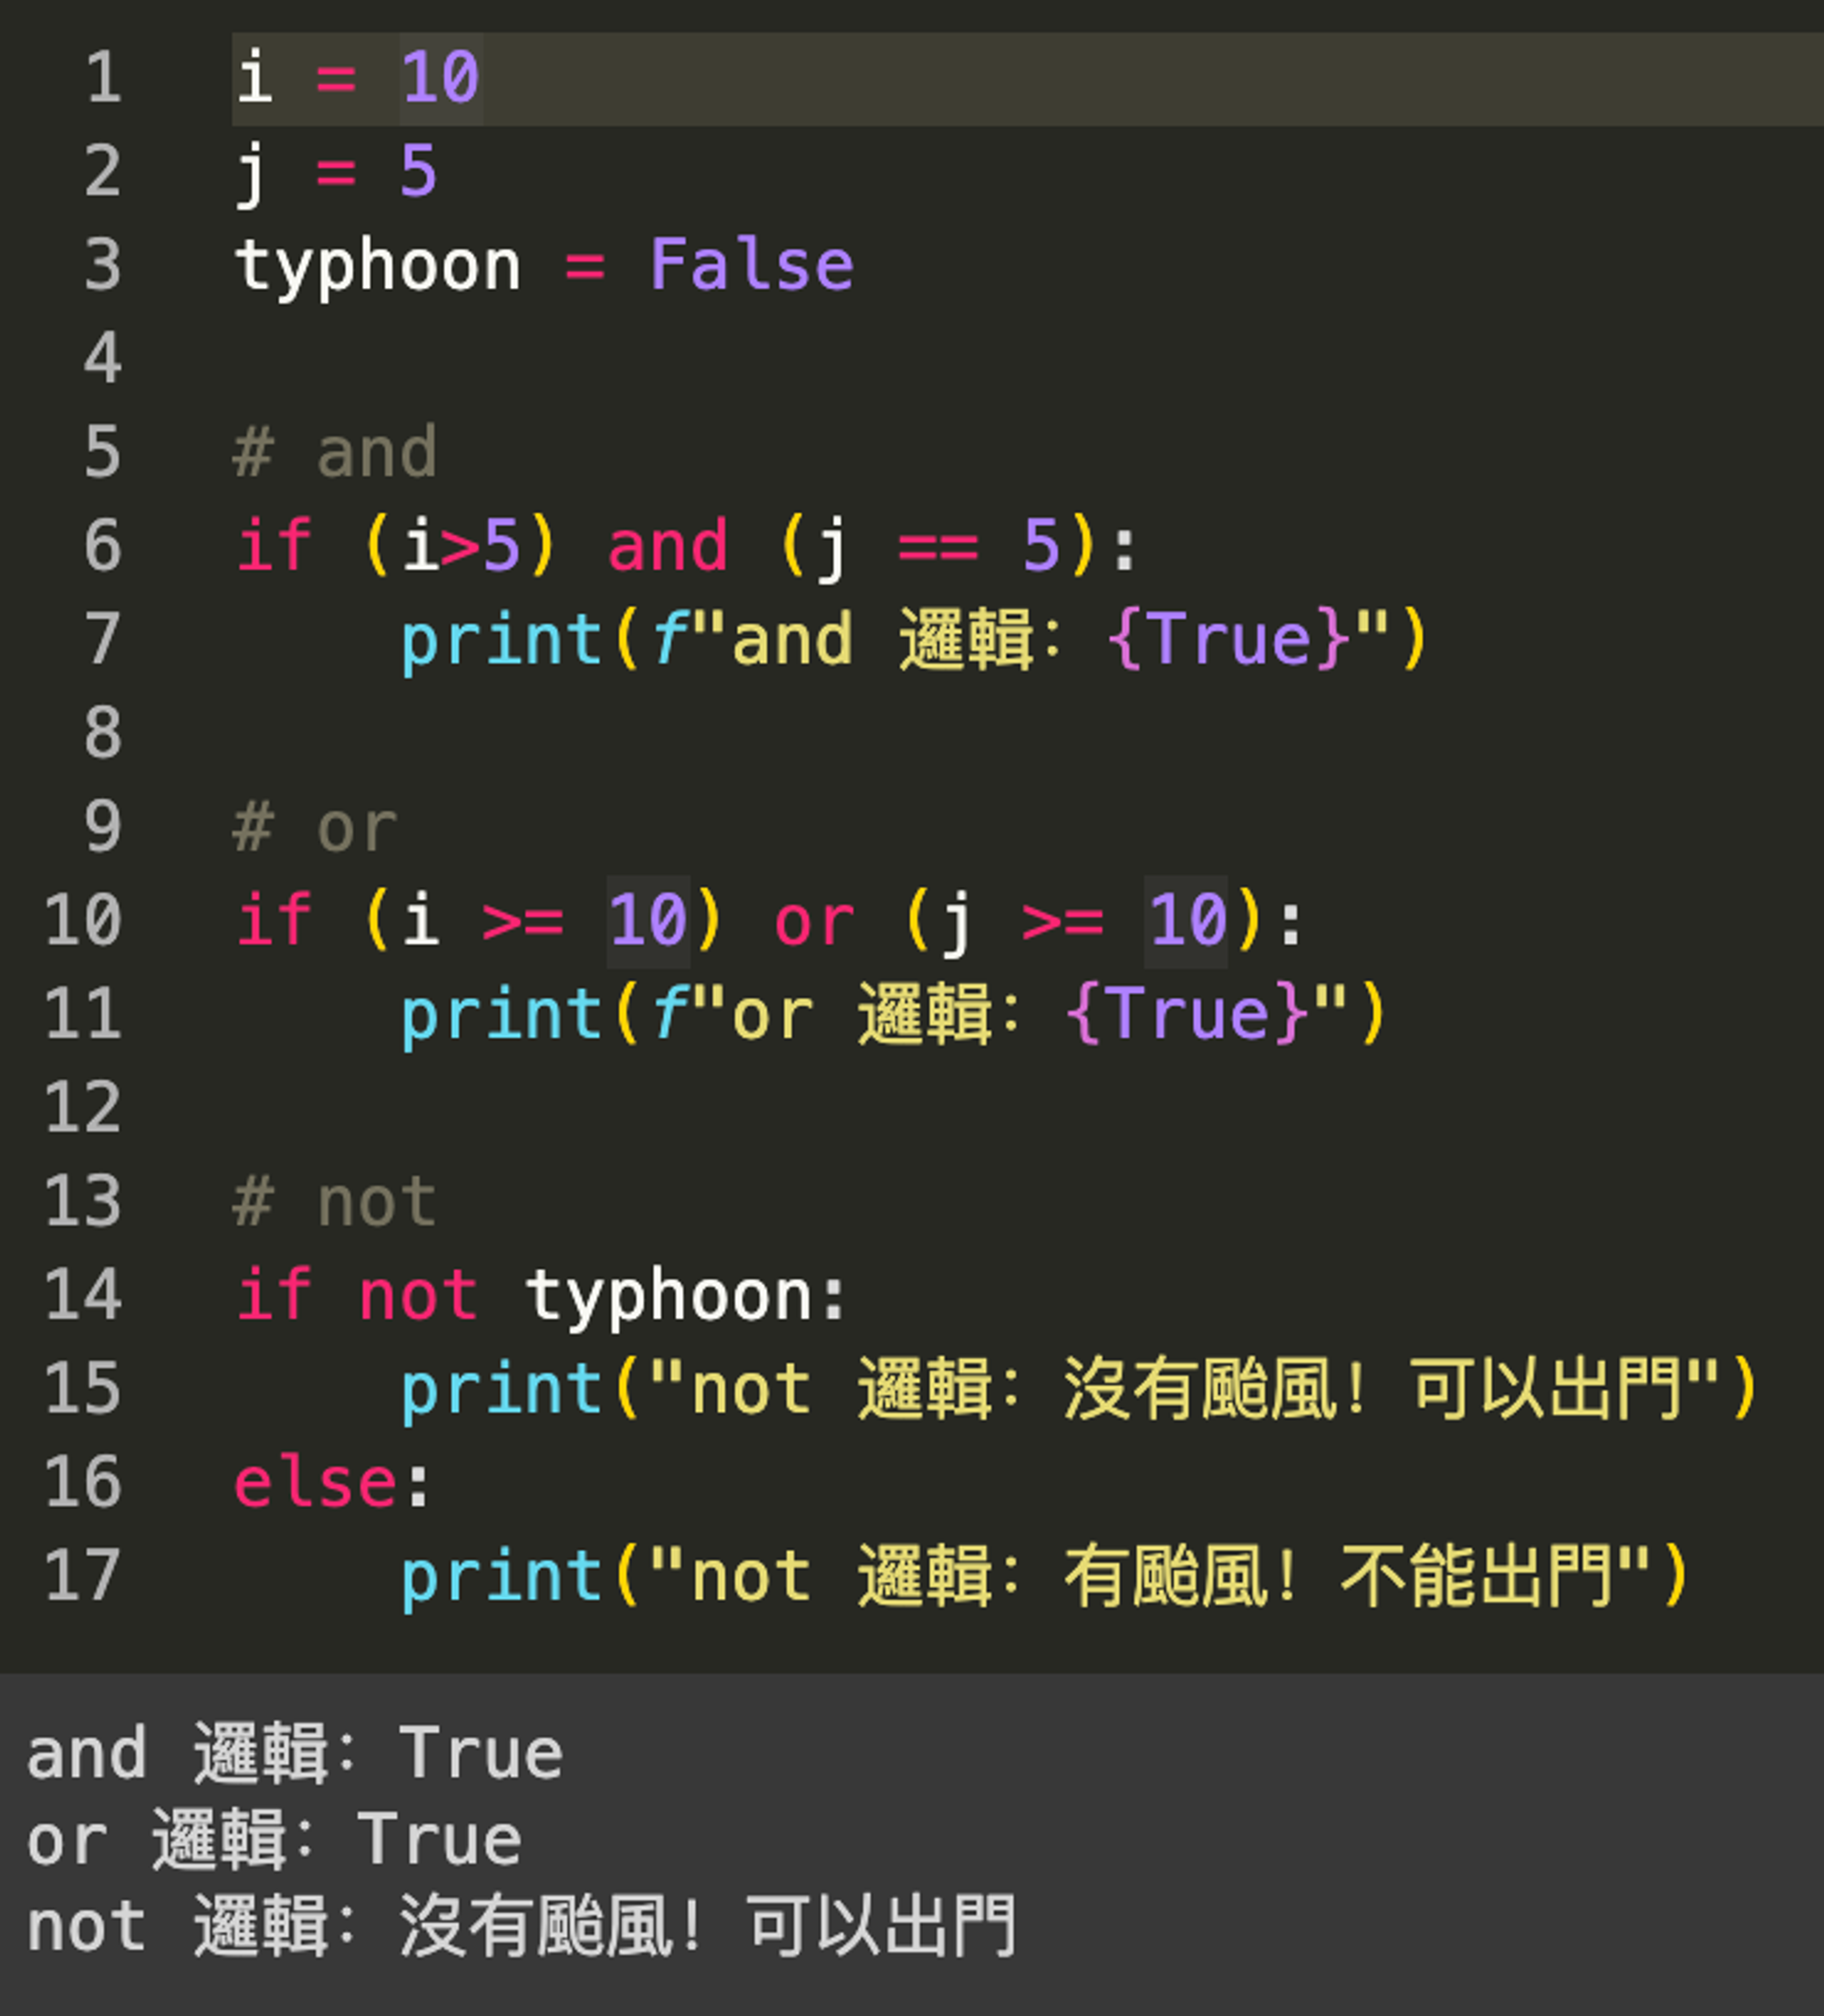 1 i = 10
2 j = 5
3 typhoon = False
4
5 # and
6 if (i>5) and (j == 5):
7     print(f"and 邏輯: {True}")
8
9 # or
10 if (i >= 10) or (j >= 10):
11     print(f"or 邏輯: {True}")
12
13 # not
14 if not typhoon:
15     print("not 邏輯: 沒有颱風! 可以出門")
16 else:
17     print("not 邏輯: 有颱風! 不能出門")
and 邏輯: True
or 邏輯: True
not 邏輯: 沒有颱風! 可以出門